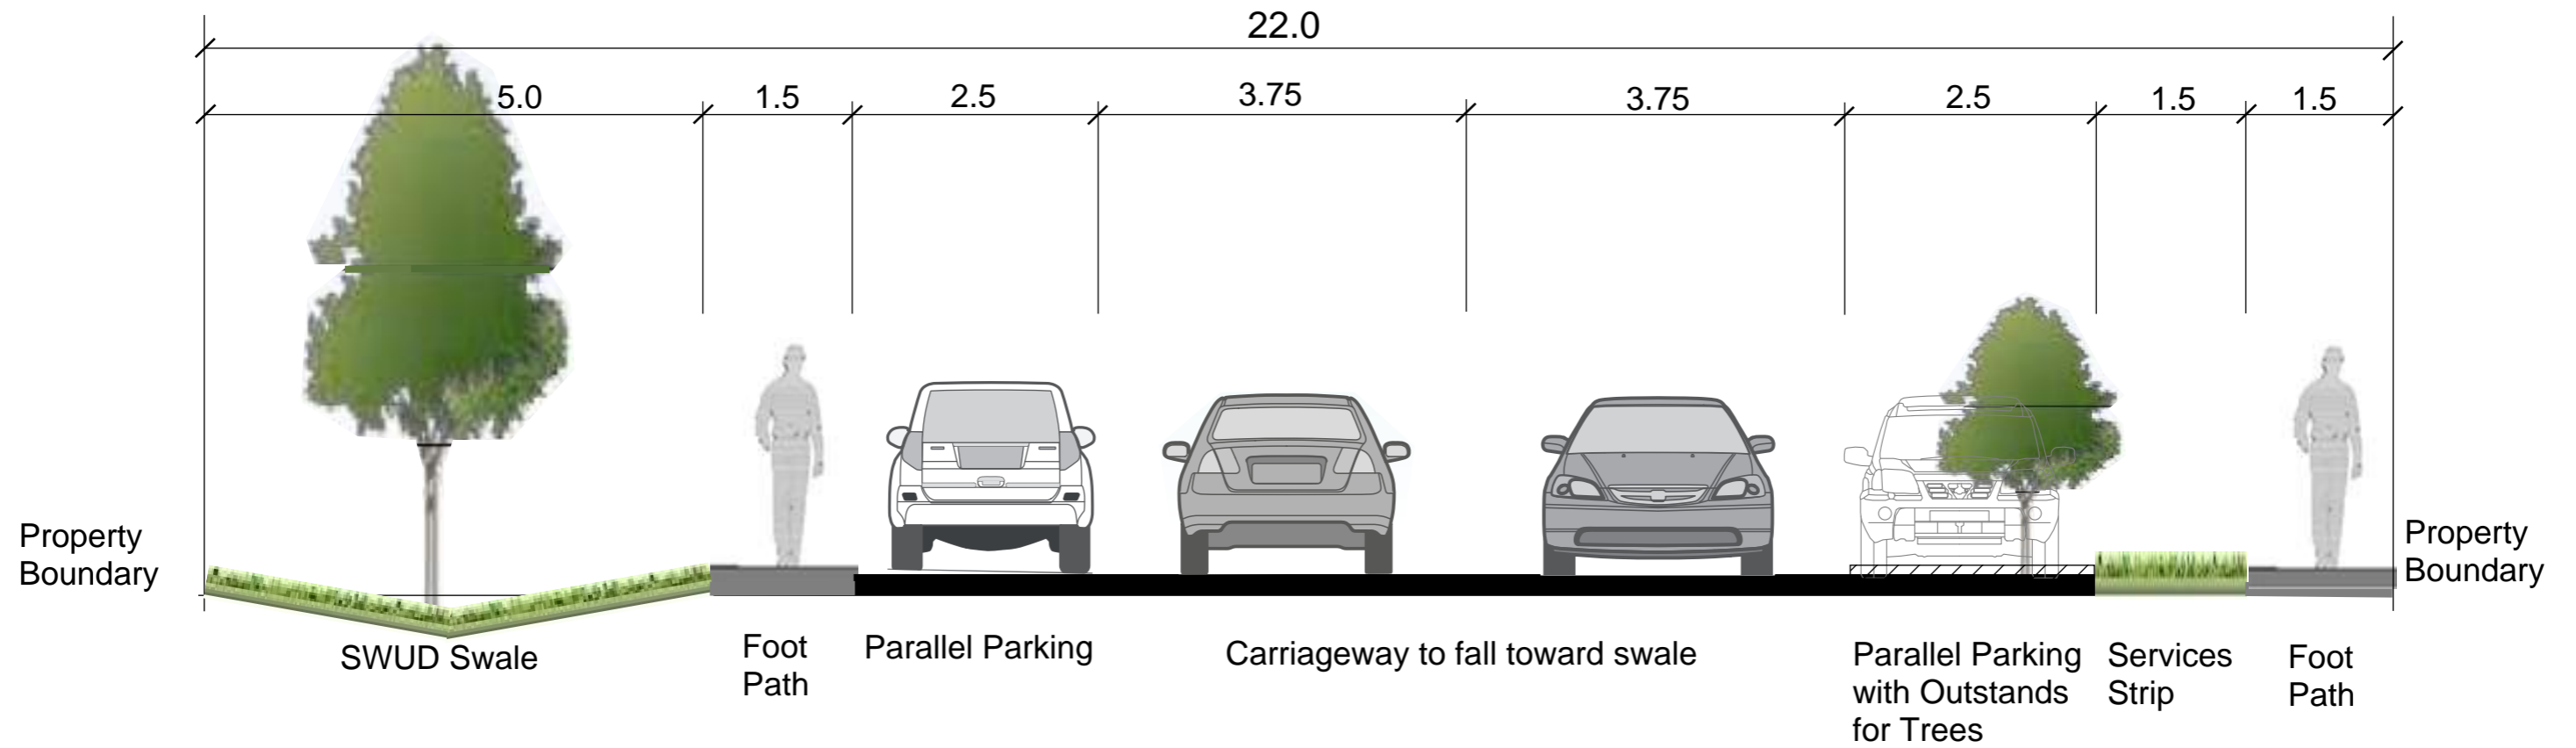 22.0
5.0 1.5 2.5 3.75 3.75 2.5 1.5 1.5
Property
Boundary
Property
Boundary
SWUD Swale
Foot
Path
Parallel Parking
Carriageway to fall toward swale
Parallel Parking
with Outstands
for Trees
Services
Strip
Foot
Path